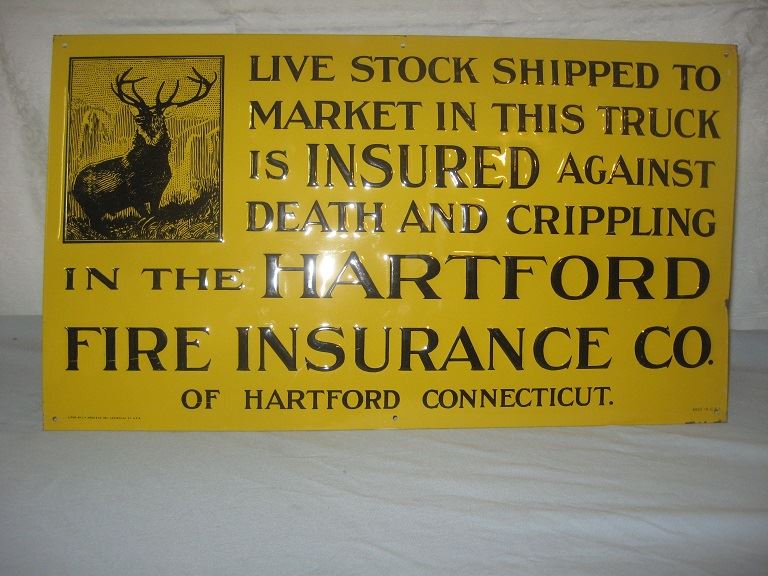 LIVE STOCK SHIPPED TO
MARKET IN THIS TRUCK
IS INSURED AGAINST
DEATH AND CRIPPLING
IN THE HARTFORD
FIRE INSURANCE CO.
OF HARTFORD CONNECTICUT.